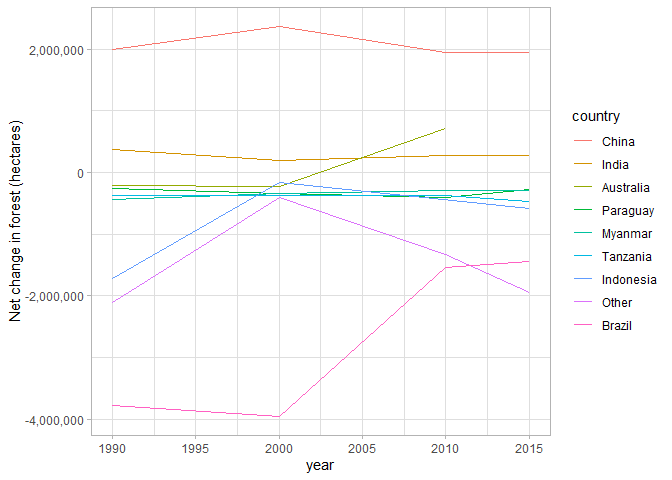 Net change in forest (hectares)
2,000,000
0
-2,000,000
-4,000,000
1990 1995 2000 2005 2010 2015
year
country
China
India
Australia
Paraguay
Myanmar
Tanzania
Indonesia
Other
Brazil